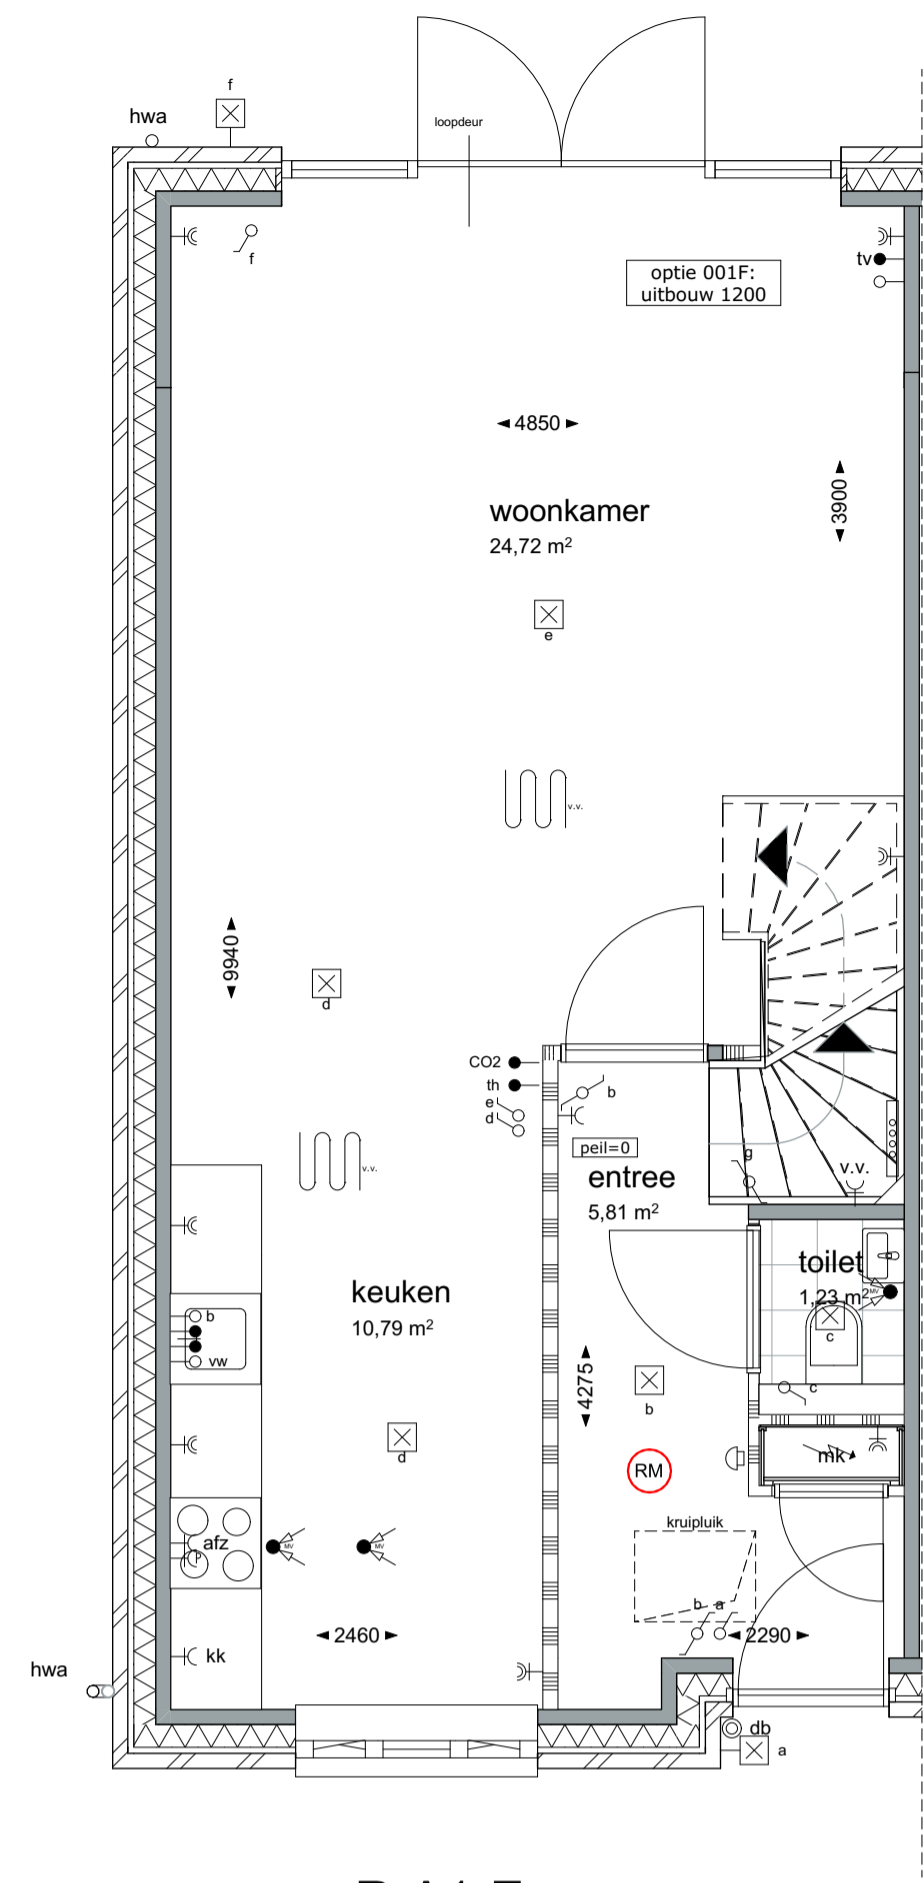 f
hwa
loopdeur
f
tv
optie 001F:
uitbouw 1200
4850
3900
woonkamer
24,72 m²
e
v.v.
9940
d
CO2
th
e
d
b
peil=0
entree
5,81 m²
g
v.v.
v.v.
toilet
1,23 m²
MV
c
c
keuken
10,79 m²
b
vw
4275
b
d
mk
RM
kruipluik
afz
P
MV
MV
b a
2460
2290
kk
hwa
db
a